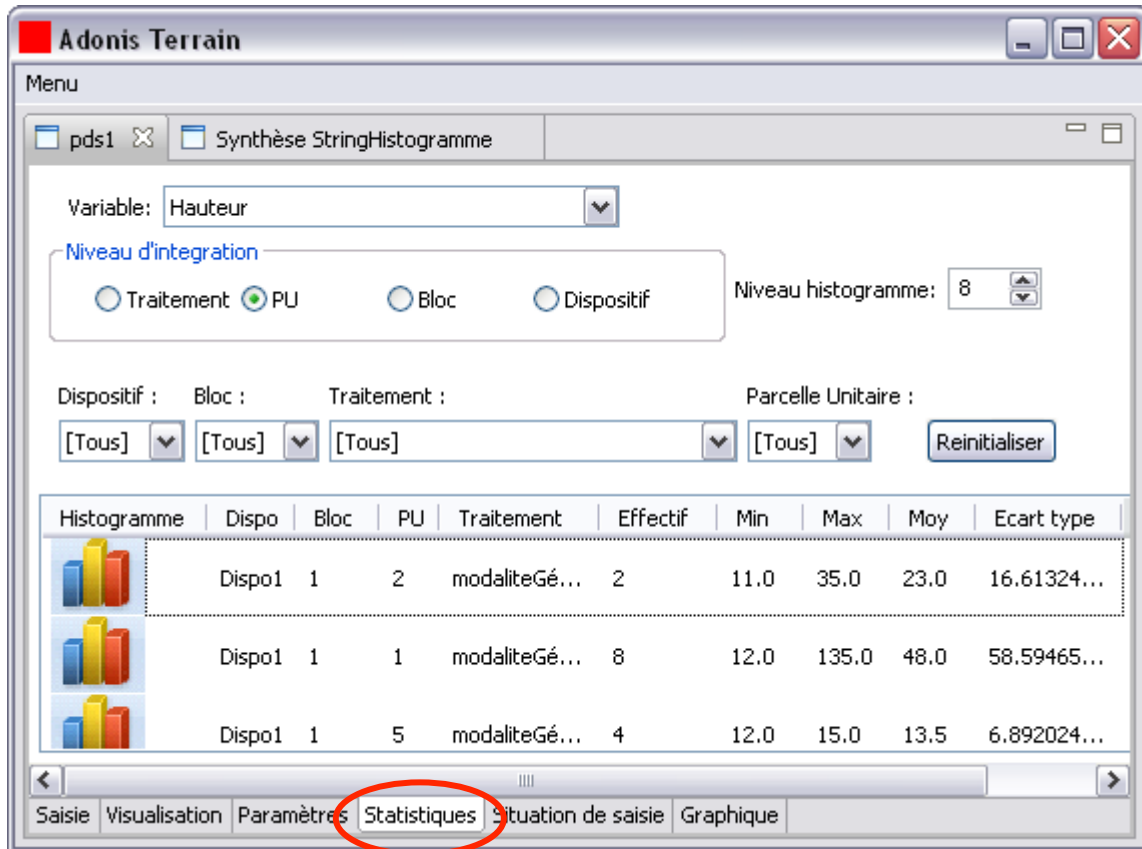 Adonis Terrain
Menu
pds1 Synthèse StringHistogramme
Variable: Hauteur
Niveau d'integration
Traitement PU Bloc Dispositif Niveau histogramme: 8
Dispositif : Bloc : Traitement : Parcelle Unitaire :
[Tous] [Tous] [Tous] [Tous] Reinitialiser
Histogramme Dispo Bloc PU Traitement Effectif Min Max Moy Ecart type
Dispo1 1 2 modaliteGé... 2 11.0 35.0 23.0 16.61324...
Dispo1 1 1 modaliteGé... 8 12.0 135.0 48.0 58.59465...
Dispo1 1 5 modaliteGé... 4 12.0 15.0 13.5 6.892024...
Saisie Visualisation Paramètres Statistiques Situation de saisie Graphique